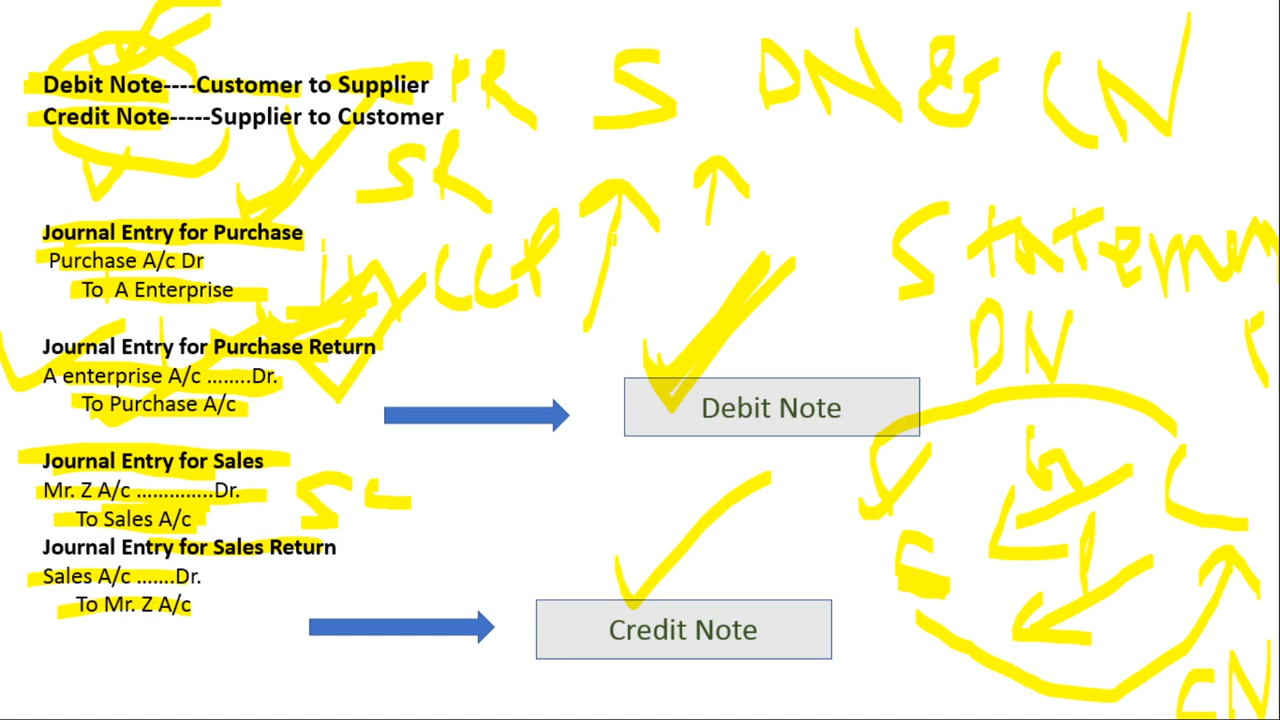 Debit Note----Customer to Supplier
Credit Note-----Supplier to Customer
S DN & CN
Journal Entry for Purchase
Purchase A/c Dr
To A Enterprise
DN
Journal Entry for Purchase Return
A enterprise A/c ........Dr.
To Purchase A/c
Debit Note
Journal Entry for Sales
Mr. Z A/c ..............Dr.
To Sales A/c
Journal Entry for Sales Return
Sales A/c .......Dr.
To Mr. Z A/c
Credit Note
CN